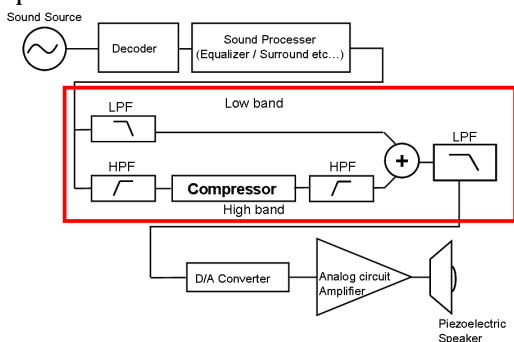 Sound Source
Decoder
Sound Processer
(Equalizer / Surround etc...)
Low band
LPF
LPF
HPF
HPF
+
Compressor
High band
D/A Converter
Analog circuit
Amplifier
Piezoelectric
Speaker